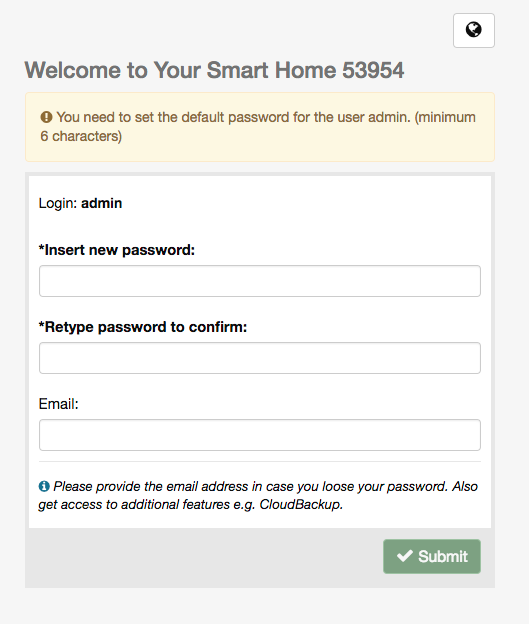 Welcome to Your Smart Home 53954
You need to set the default password for the user admin. (minimum
6 characters)
Login: admin
*Insert new password:
*Retype password to confirm:
Email:
Please provide the email address in case you loose your password. Also
get access to additional features e.g. CloudBackup.
Submit